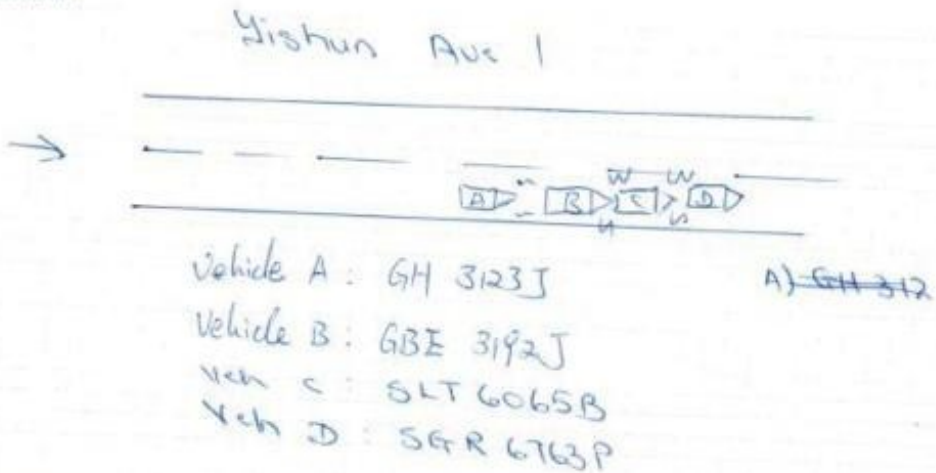 Yishun Ave 1
A B C D
Vehicle A : GH 3123J
A) GH 312
Vehicle B : GBE 3192J
Veh C : SLT 6065B
Veh D : SGR 6763P